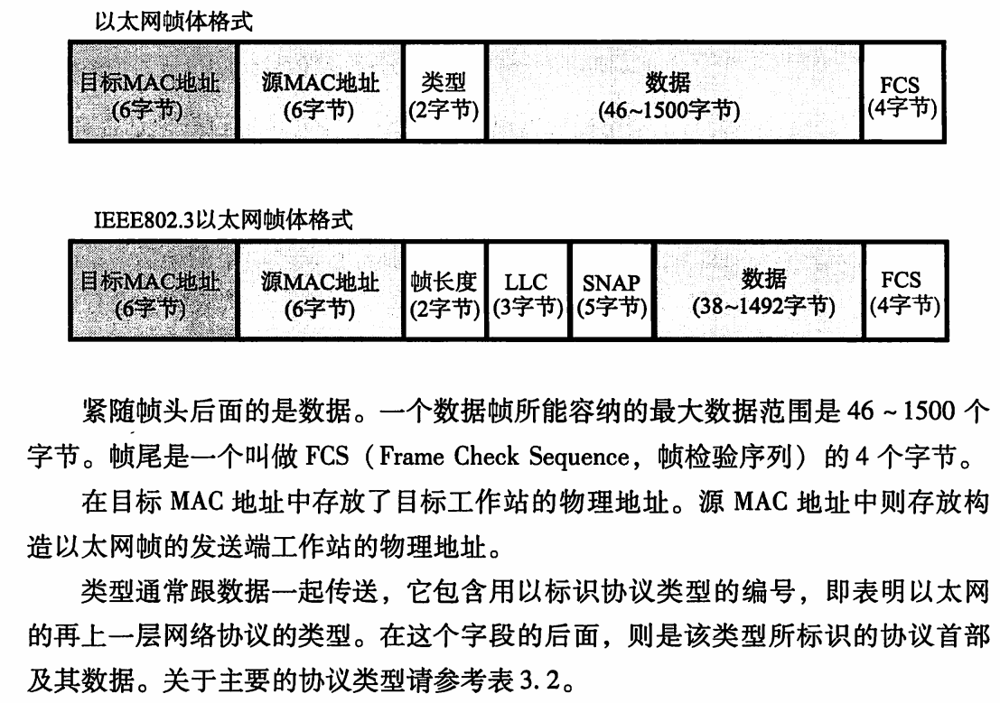 以太网帧体格式
目标MAC地址 源MAC地址 类型 数据 FCS
(6字节) (6字节) (2字节) (46~1500字节) (4字节)
IEEE802.3以太网帧体格式
目标MAC地址 源MAC地址 帧长度 LLC SNAP 数据 FCS
(6字节) (6字节) (2字节) (3字节) (5字节) (38~1492字节) (4字节)
紧随帧头后面的是数据。一个数据帧所能容纳的最大数据范围是 46 ~ 1500 个
字节。帧尾是一个叫做 FCS（Frame Check Sequence，帧检验序列）的 4 个字节。
在目标 MAC 地址中存放了目标工作站的物理地址。源 MAC 地址中则存放构
造以太网帧的发送端工作站的物理地址。
类型通常跟数据一起传送，它包含用以标识协议类型的编号，即表明以太网
的再上一层网络协议的类型。在这个字段的后面，则是该类型所标识的协议首部
及其数据。关于主要的协议类型请参考表 3. 2。